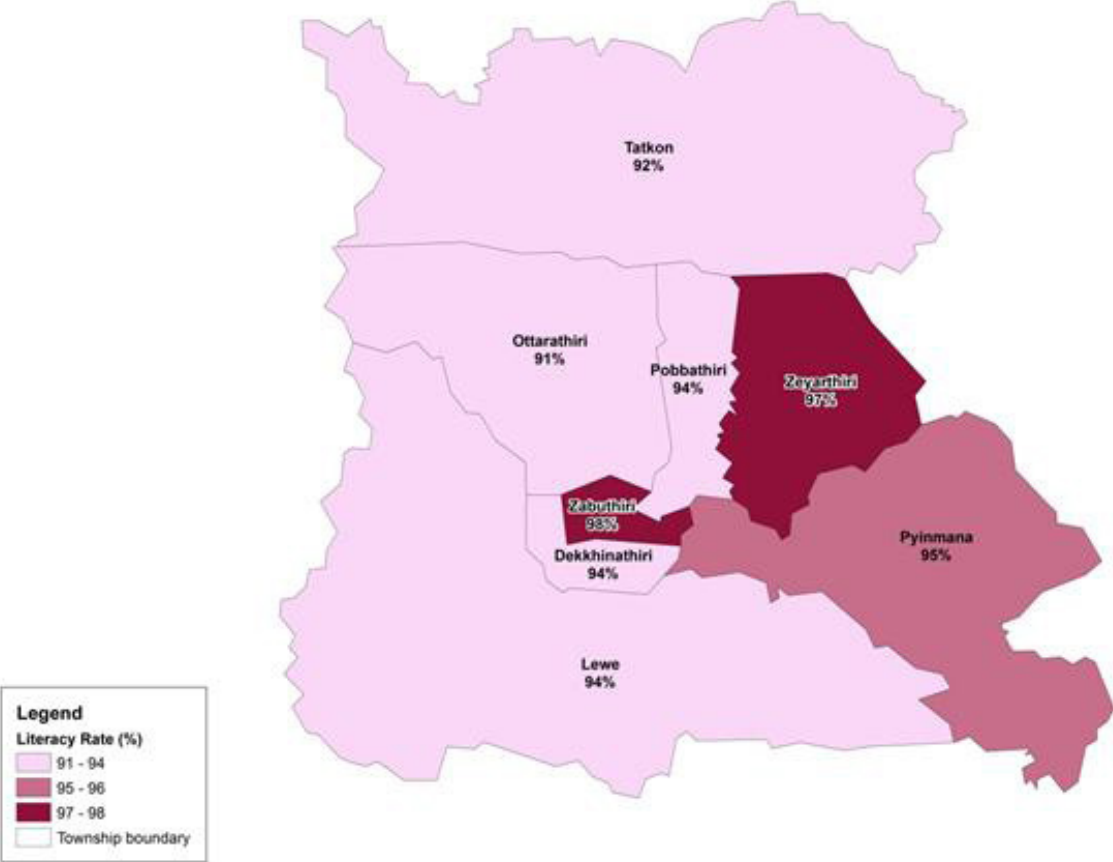 Tatkon
92%
Ottarathiri
91%
Pobbathiri
94%
Zeyarthiri
97%
Zabuthiri
98%
Dekkhinathiri
94%
Pyinmana
95%
Lewe
94%
Legend
Literacy Rate (%)
91 - 94
95 - 96
97 - 98
Township boundary